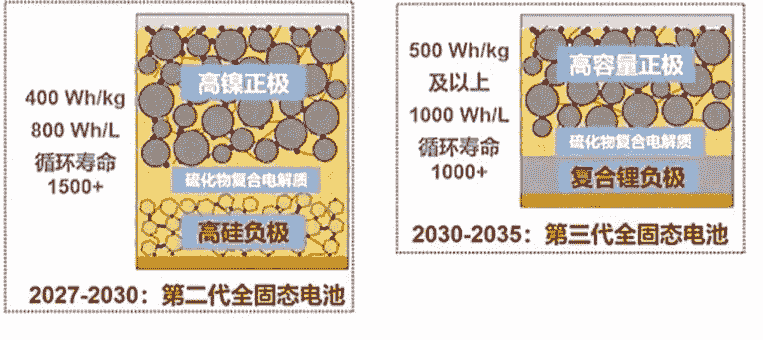 400 Wh/kg
800 Wh/L
循环寿命
1500+
高镍正极
硫化物复合电解质
高硅负极
2027-2030：第二代全固态电池
500 Wh/kg
及以上
1000 Wh/L
循环寿命
1000+
高容量正极
硫化物复合电解质
复合锂负极
2030-2035：第三代全固态电池